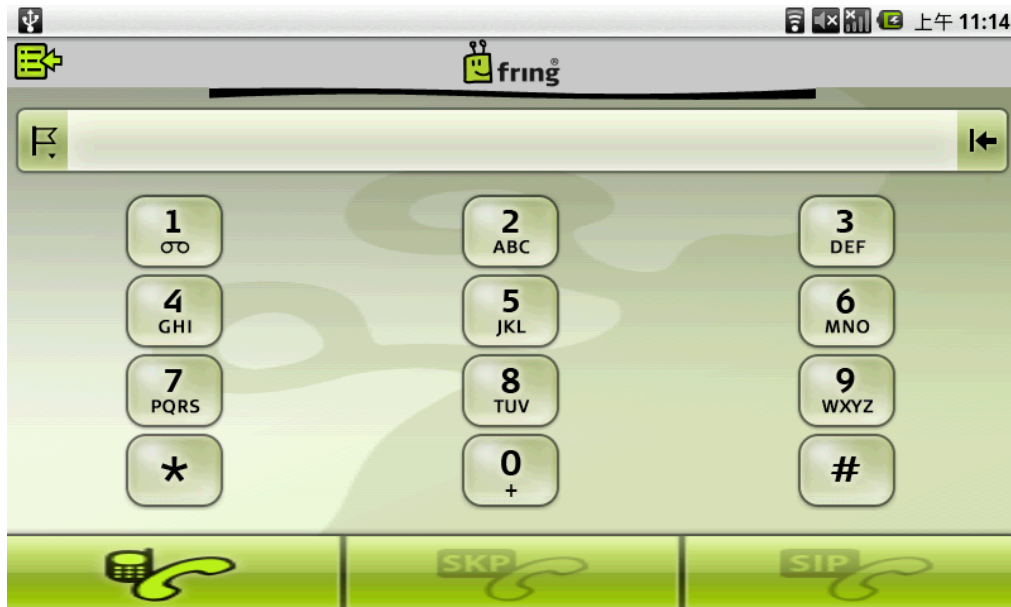 上午 11:14
fring®
1 2 ABC 3 DEF
4 GHI 5 JKL 6 MNO
7 PQRS 8 TUV 9 WXYZ
* 0 + #
SKP SIP